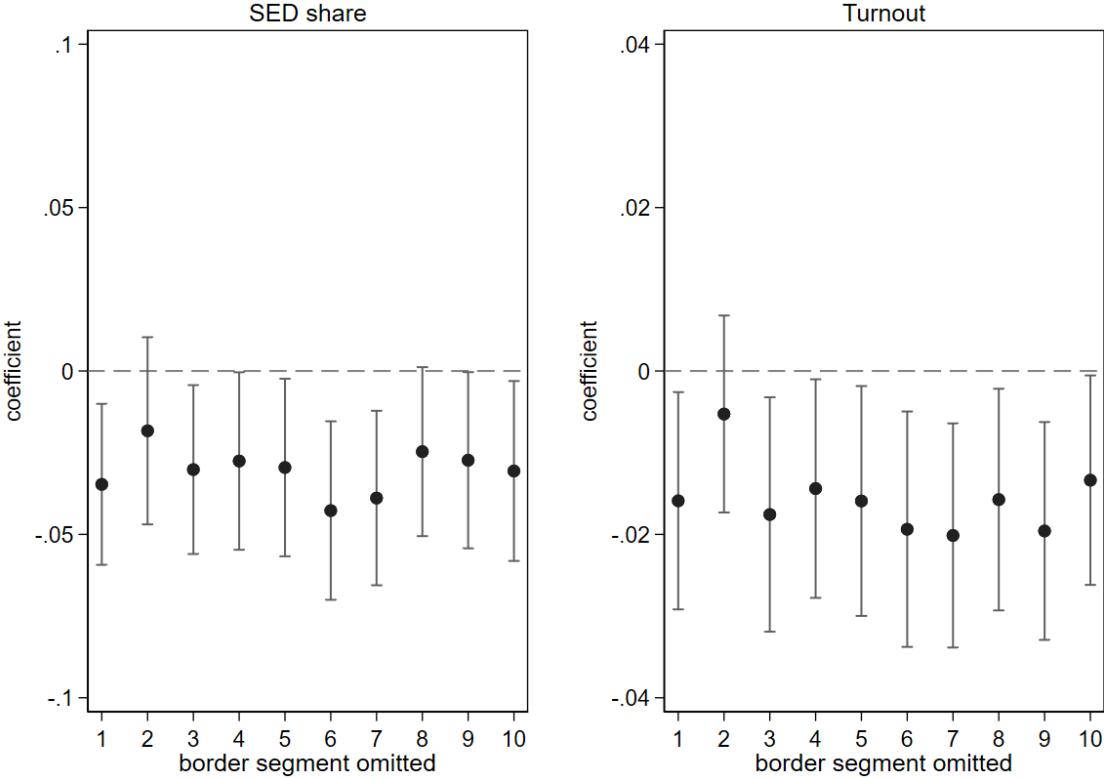 SED share
coefficient
.1
.05
0
-.05
-.1
1 2 3 4 5 6 7 8 9 10
border segment omitted
Turnout
coefficient
.04
.02
0
-.02
-.04
1 2 3 4 5 6 7 8 9 10
border segment omitted